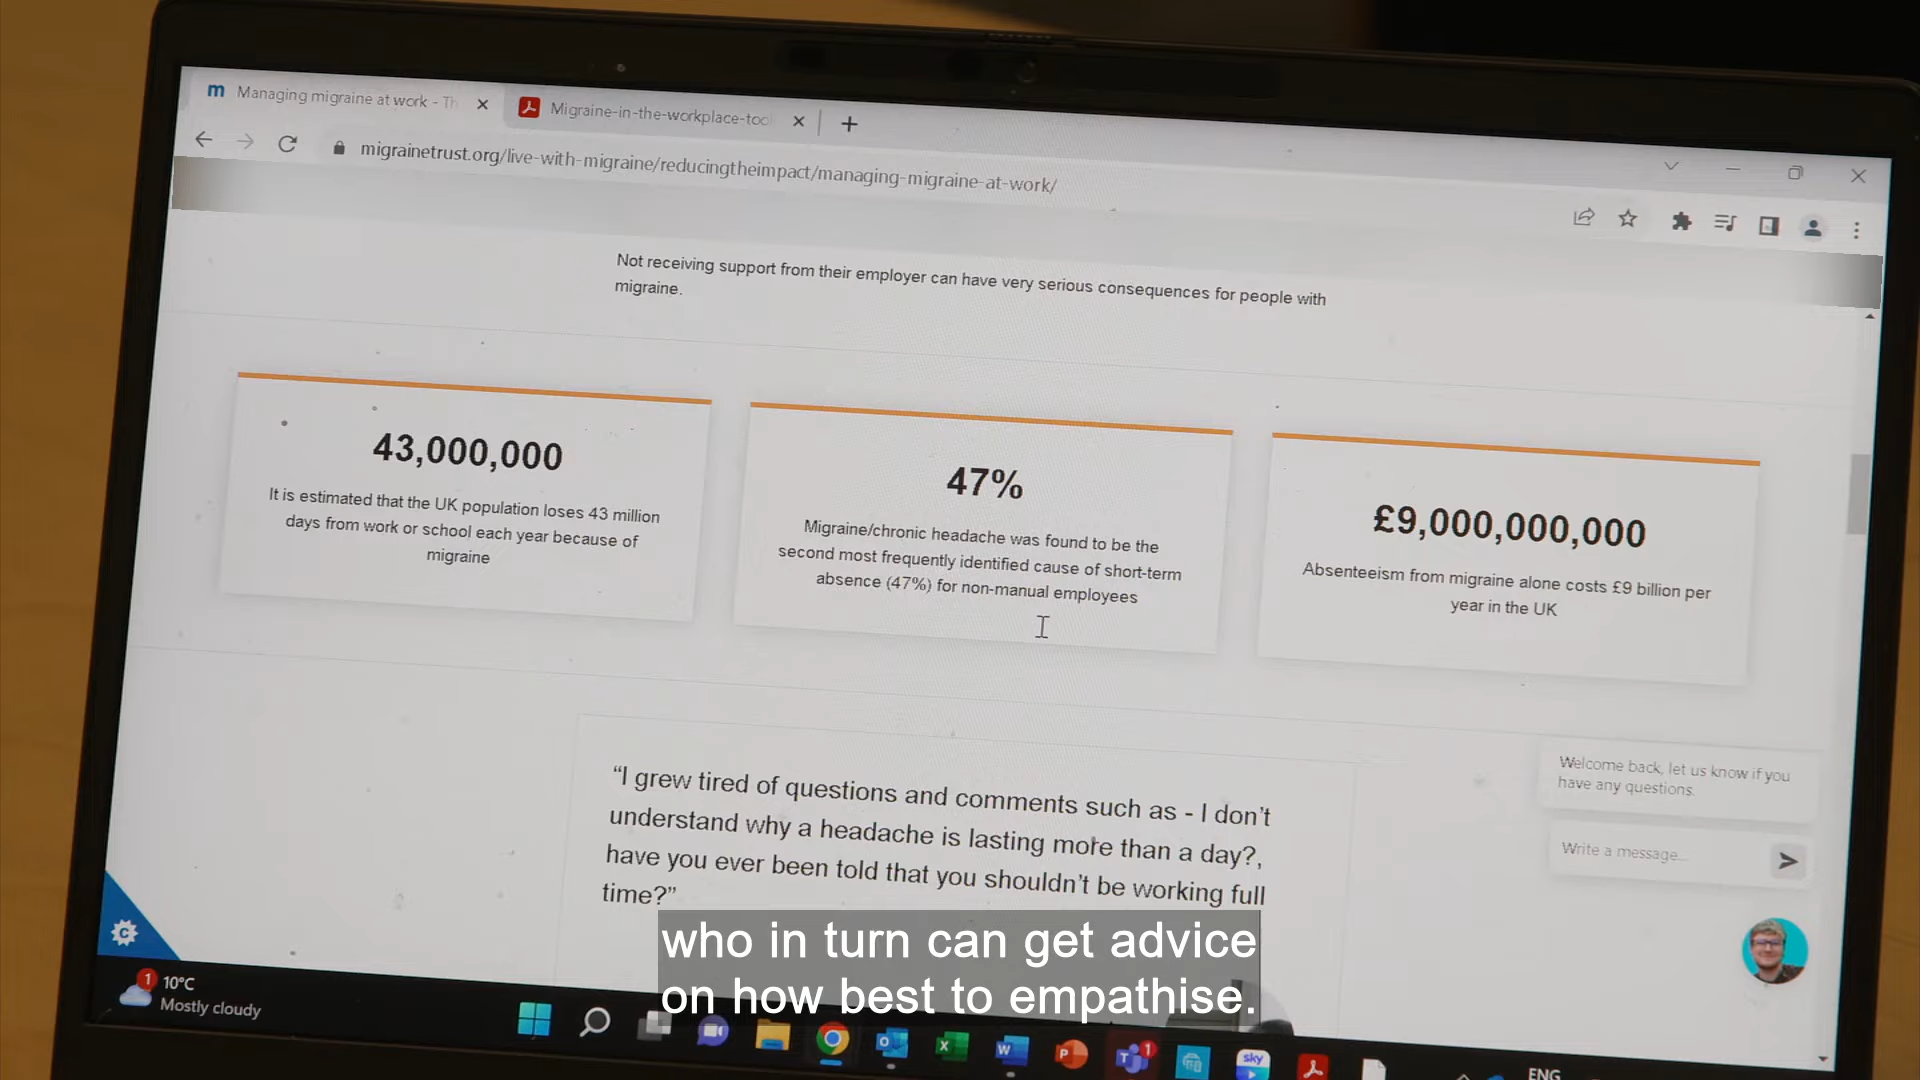 m Managing migraine at work - Th
Migraine-in-the-workplace-tool
migrainetrust.org/live-with-migraine/reducingtheimpact/managing-migraine-at-work/
Not receiving support from their employer can have very serious consequences for people with
migraine.
43,000,000
It is estimated that the UK population loses 43 million
days from work or school each year because of
migraine
47%
Migraine/chronic headache was found to be the
second most frequently identified cause of short-term
absence (47%) for non-manual employees
£9,000,000,000
Absenteeism from migraine alone costs £9 billion per
year in the UK
“I grew tired of questions and comments such as - I don’t
understand why a headache is lasting more than a day?,
have you ever been told that you shouldn’t be working full
time?”
Welcome back, let us know if you
have any questions.
Write a message...
who in turn can get advice
on how best to empathise.
1
10°C
Mostly cloudy
sky
ENG